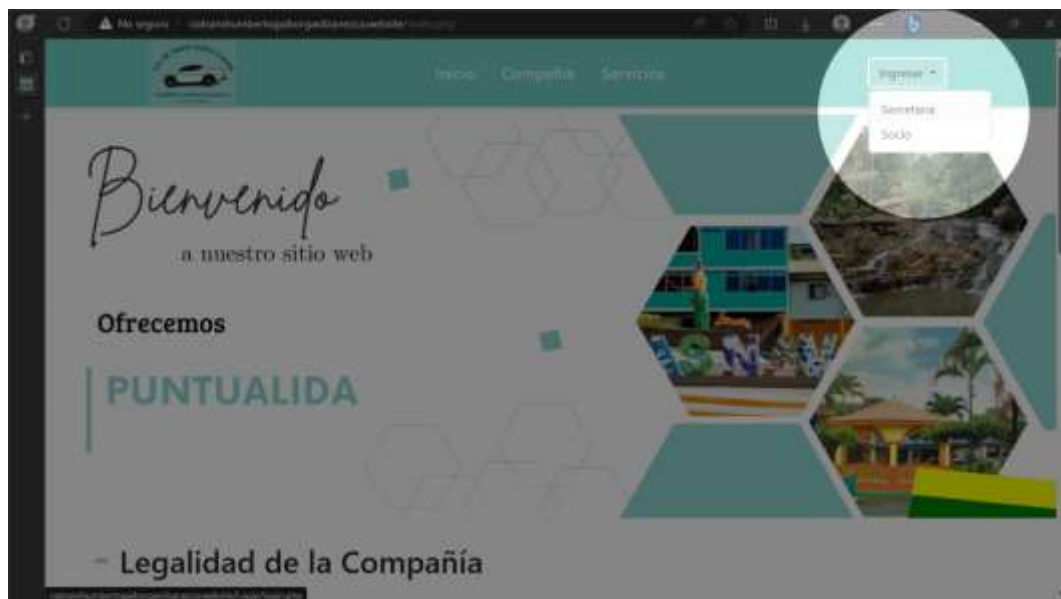 No seguro
Inicio Compañía Servicios
Ingresar
Secretaria
Socio
Bienvenido
a nuestro sitio web
Ofrecemos
PUNTUALIDA
- Legalidad de la Compañía